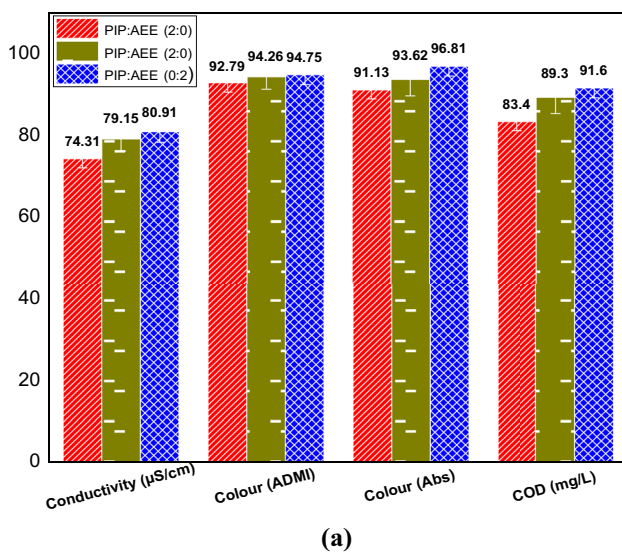 PIP:AEE (2:0)
PIP:AEE (2:0)
PIP:AEE (0:2)
100
80
60
40
20
0
74.31 79.15 80.91
92.79 94.26 94.75
91.13 93.62 96.81
83.4 89.3 91.6
Conductivity (µS/cm)
Colour (ADMI)
Colour (Abs)
COD (mg/L)
(a)